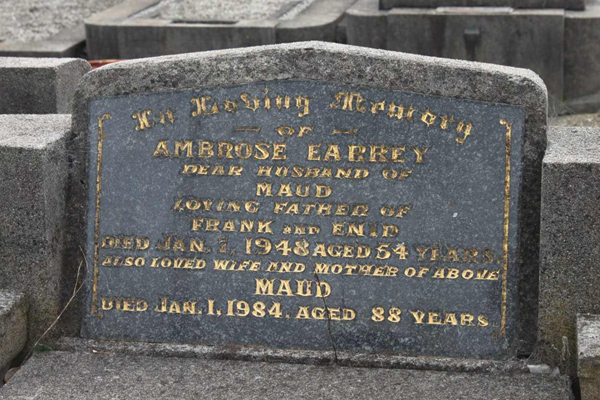 In Loving Memory
— OF —
AMBROSE EARREY
DEAR HUSBAND OF
MAUD
LOVING FATHER OF
FRANK AND ENID
DIED JAN. 2, 1948 AGED 54 YEARS.
ALSO LOVED WIFE AND MOTHER OF ABOVE
MAUD
DIED JAN. 1, 1984. AGED 88 YEARS.